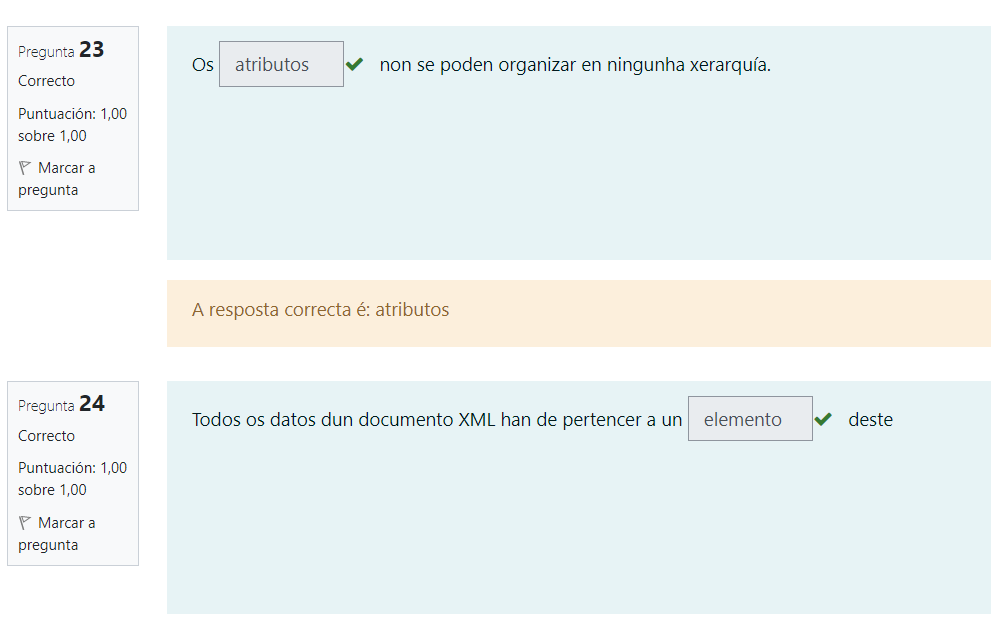 Pregunta 23
Correcto
Puntuación: 1,00
sobre 1,00
Marcar a
pregunta
Os atributos non se poden organizar en ningunha xerarquía.
A resposta correcta é: atributos
Pregunta 24
Correcto
Puntuación: 1,00
sobre 1,00
Marcar a
pregunta
Todos os datos dun documento XML han de pertencer a un elemento deste